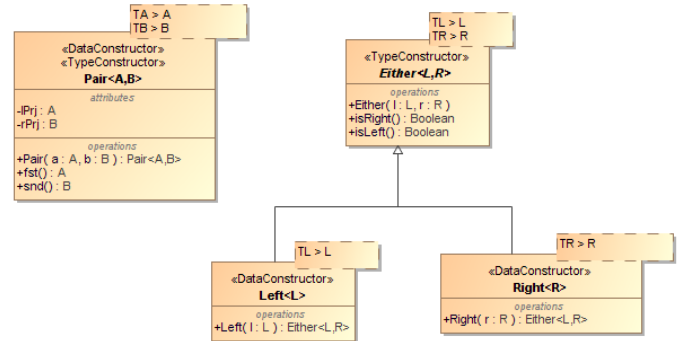 TA > A
TB > B
«DataConstructor»
«TypeConstructor»
Pair<A,B>
attributes
-lPrj : A
-rPrj : B
operations
+Pair( a : A, b : B ) : Pair<A,B>
+fst() : A
+snd() : B
TL > L
TR > R
«TypeConstructor»
Either<L,R>
operations
+Either( l : L, r : R )
+isRight() : Boolean
+isLeft() : Boolean
TL > L
«DataConstructor»
Left<L>
operations
+Left( l : L ) : Either<L,R>
TR > R
«DataConstructor»
Right<R>
operations
+Right( r : R ) : Either<L,R>